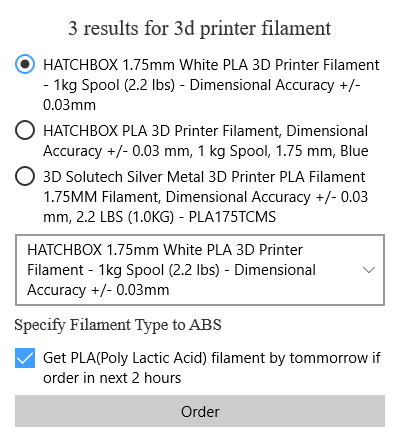 3 results for 3d printer filament
HATCHBOX 1.75mm White PLA 3D Printer Filament
- 1kg Spool (2.2 lbs) - Dimensional Accuracy +/-
0.03mm
HATCHBOX PLA 3D Printer Filament, Dimensional
Accuracy +/- 0.03 mm, 1 kg Spool, 1.75 mm, Blue
3D Solutech Silver Metal 3D Printer PLA Filament
1.75MM Filament, Dimensional Accuracy +/- 0.03
mm, 2.2 LBS (1.0KG) - PLA175TCMS
HATCHBOX 1.75mm White PLA 3D Printer
Filament - 1kg Spool (2.2 lbs) - Dimensional
Accuracy +/- 0.03mm
Specify Filament Type to ABS
Get PLA(Poly Lactic Acid) filament by tommorrow if
order in next 2 hours
Order